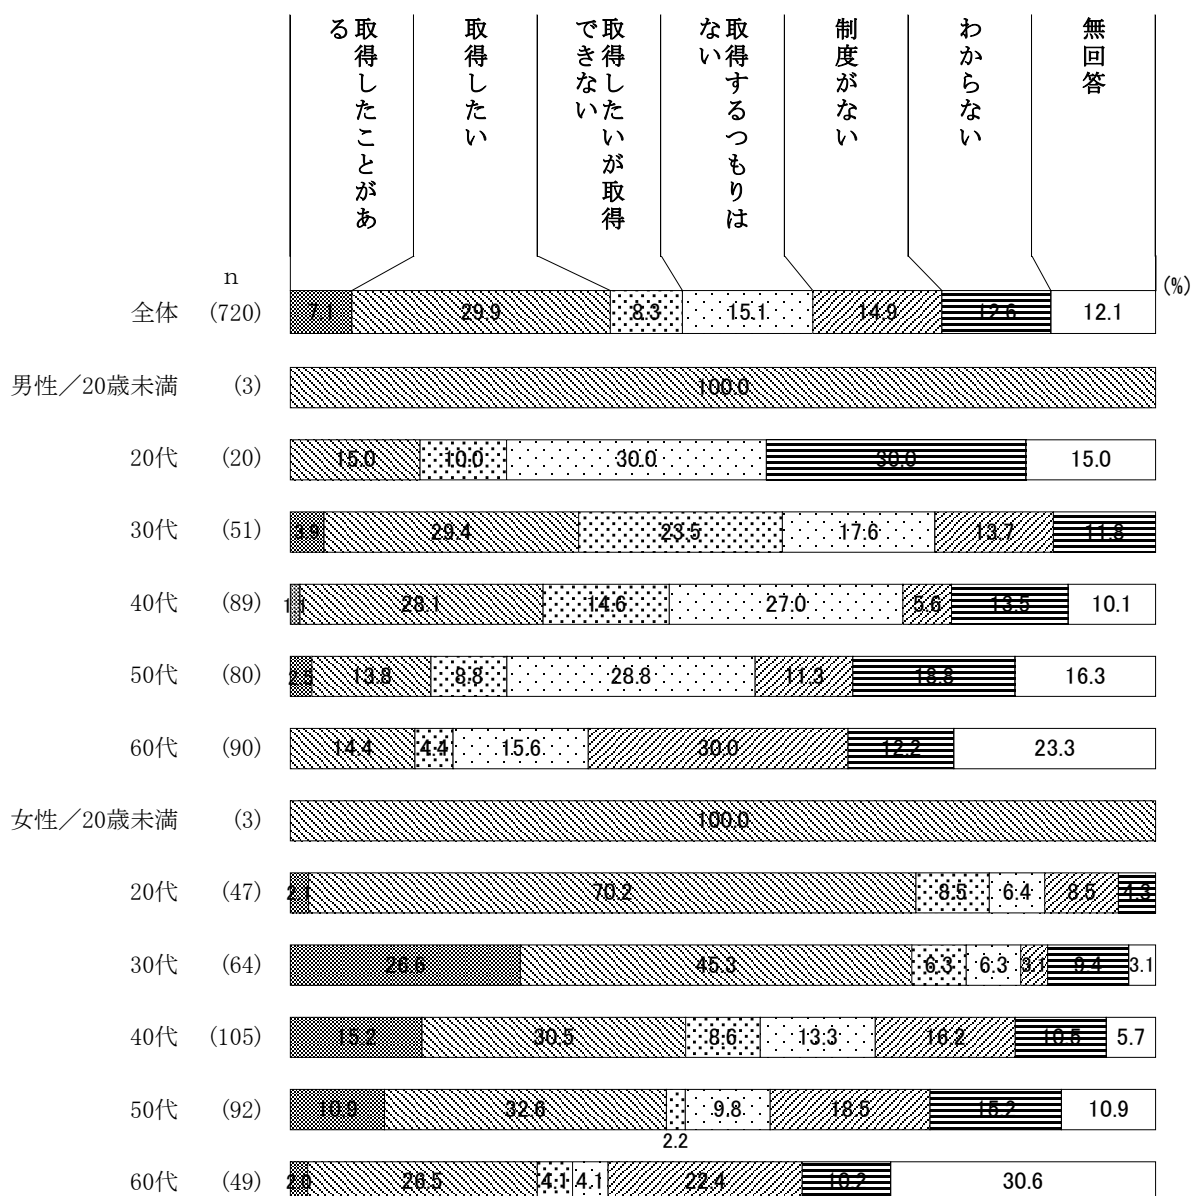 取得したことがある
取得したい
取得したいが取得できない
取得するつもりはない
制度がない
わからない
無回答
n
(%)
全体 (720) 7.1 29.9 8.3 15.1 14.9 12.6 12.1
男性／20歳未満 (3) 100.0
20代 (20) 15.0 10.0 30.0 30.0 15.0
30代 (51) 3.9 29.4 23.5 17.6 13.7 11.8
40代 (89) 1.1 28.1 14.6 27.0 5.6 13.5 10.1
50代 (80) 2.5 13.8 8.8 28.8 11.3 18.8 16.3
60代 (90) 14.4 4.4 15.6 30.0 12.2 23.3
女性／20歳未満 (3) 100.0
20代 (47) 2.1 70.2 8.5 6.4 8.5 4.3
30代 (64) 26.6 45.3 6.3 6.3 3.1 9.4 3.1
40代 (105) 15.2 30.5 8.6 13.3 16.2 10.5 5.7
50代 (92) 10.9 32.6 9.8 18.5 15.2 10.9
2.2
60代 (49) 2.0 26.5 4.1 4.1 22.4 10.2 30.6